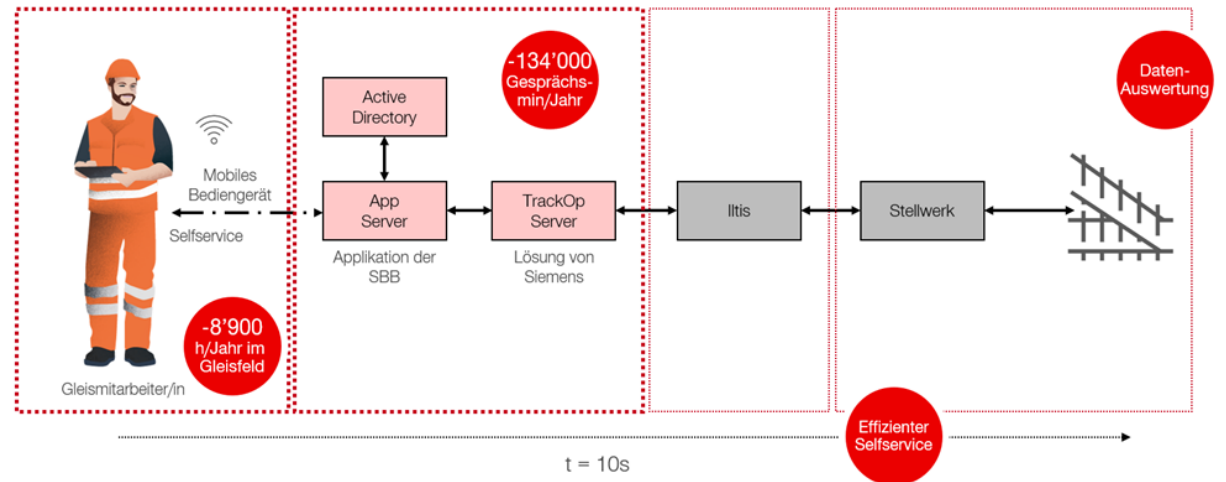 -134'000
Gesprächs-
min/Jahr
Daten-
Auswertung
Active
Directory
Mobiles
Bediengerät
Selfservice
App
Server
TrackOp
Server
Iltis
Stellwerk
Applikation der
SBB
Lösung von
Siemens
-8'900
h/Jahr im
Gleisfeld
Gleismitarbeiter/in
Effizienter
Selfservice
t = 10s